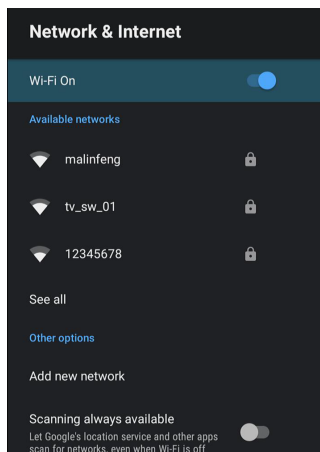 Network & Internet
Wi-Fi On
Available networks
malinfeng
tv_sw_01
12345678
See all
Other options
Add new network
Scanning always available
Let Google's location service and other apps
scan for networks, even when Wi-Fi is off